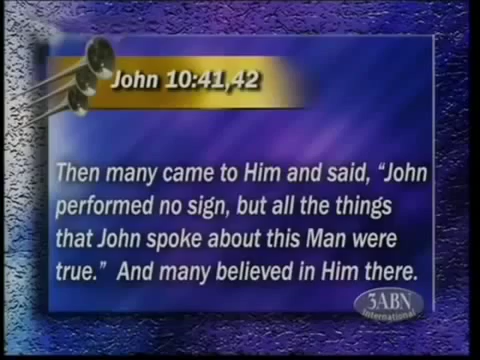 John 10:41,42
Then many came to Him and said, “John
performed no sign, but all the things
that John spoke about this Man were
true.” And many believed in Him there.
3ABN
international